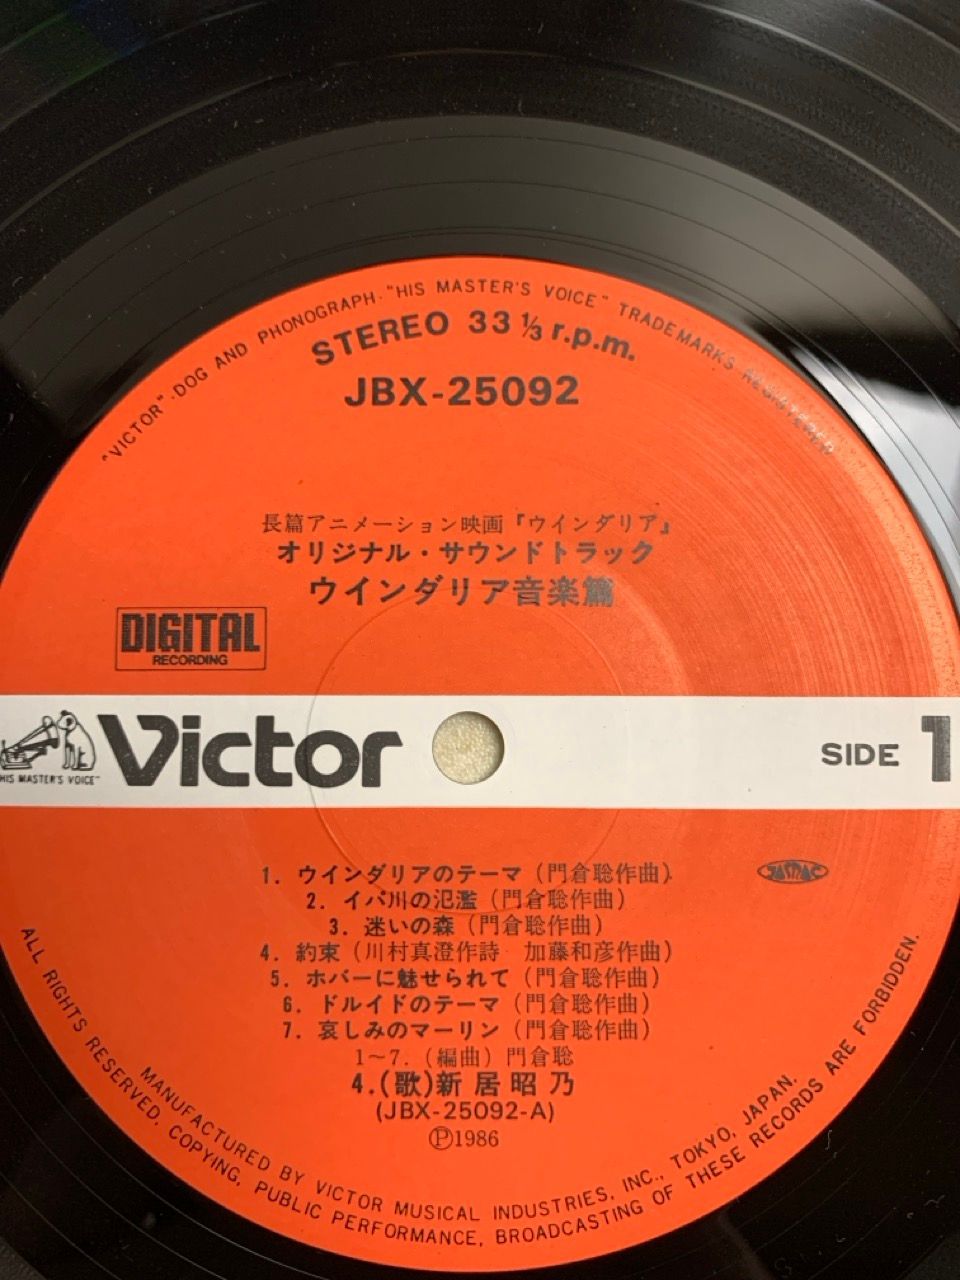 "VICTOR"·DOG AND PHONOGRAPH·"HIS MASTER'S VOICE" TRADEMARKS REGISTERED
STEREO 33 1/3 r.p.m.
JBX-25092
長篇アニメーション映画『ウインダリア』
オリジナル・サウンドトラック
ウインダリア音楽篇
DIGITAL
RECORDING
"HIS MASTER'S VOICE"
Victor
SIDE 1
1. ウインダリアのテーマ（門倉聡作曲）
JASRAC
2. イパ川の氾濫（門倉聡作曲）
3. 迷いの森（門倉聡作曲）
4. 約束（川村真澄作詩 加藤和彦作曲）
5. ホバーに魅せられて（門倉聡作曲）
6. ドルイドのテーマ（門倉聡作曲）
7. 哀しみのマーリン（門倉聡作曲）
1〜7.（編曲）門倉聡
4.(歌)新居昭乃
(JBX-25092-A)
Ⓟ1986
MANUFACTURED BY VICTOR MUSICAL INDUSTRIES, INC., TOKYO, JAPAN.
ALL RIGHTS RESERVED. COPYING, PUBLIC PERFORMANCE, BROADCASTING OF THESE RECORDS ARE FORBIDDEN.